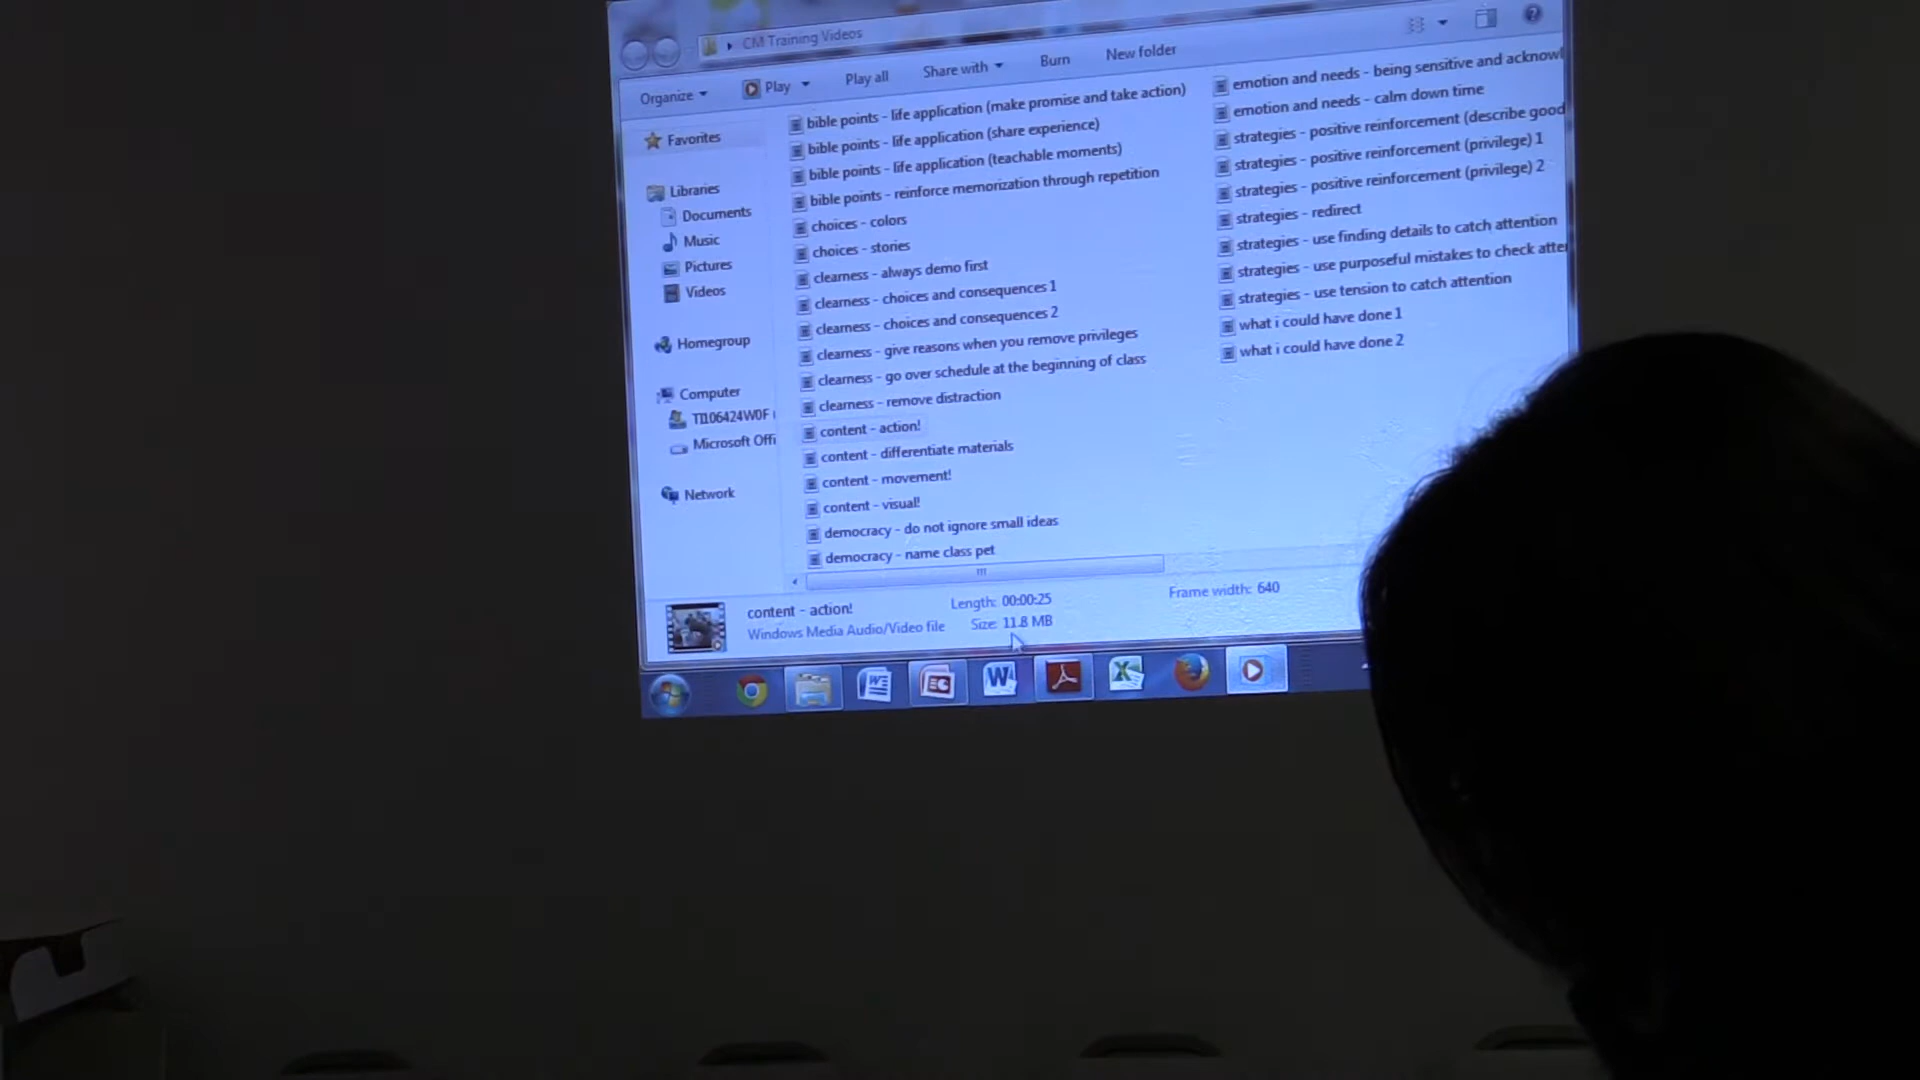 CM Training Videos
Organize
Play
Play all
Share with
Burn
New folder
Favorites
Libraries
Documents
Music
Pictures
Videos
Homegroup
Computer
TI106424W0F
Microsoft Offi
Network
bible points - life application (make promise and take action)
bible points - life application (share experience)
bible points - life application (teachable moments)
bible points - reinforce memorization through repetition
choices - colors
choices - stories
clearness - always demo first
clearness - choices and consequences 1
clearness - choices and consequences 2
clearness - give reasons when you remove privileges
clearness - go over schedule at the beginning of class
clearness - remove distraction
content - action!
content - differentiate materials
content - movement!
content - visual!
democracy - do not ignore small ideas
democracy - name class pet
emotion and needs - being sensitive and acknowl
emotion and needs - calm down time
strategies - positive reinforcement (describe good
strategies - positive reinforcement (privilege) 1
strategies - positive reinforcement (privilege) 2
strategies - redirect
strategies - use finding details to catch attention
strategies - use purposeful mistakes to check atte
strategies - use tension to catch attention
what i could have done 1
what i could have done 2
content - action!
Windows Media Audio/Video file
Length: 00:00:25
Size: 11.8 MB
Frame width: 640